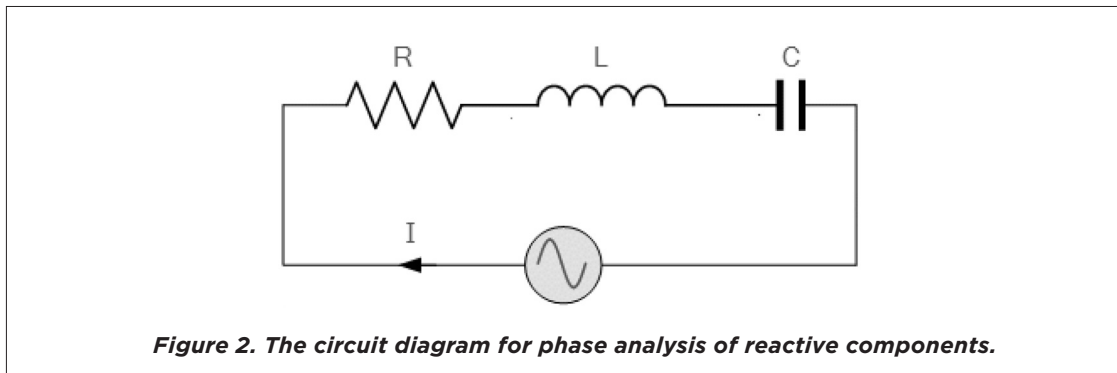 R L C
I
Figure 2. The circuit diagram for phase analysis of reactive components.